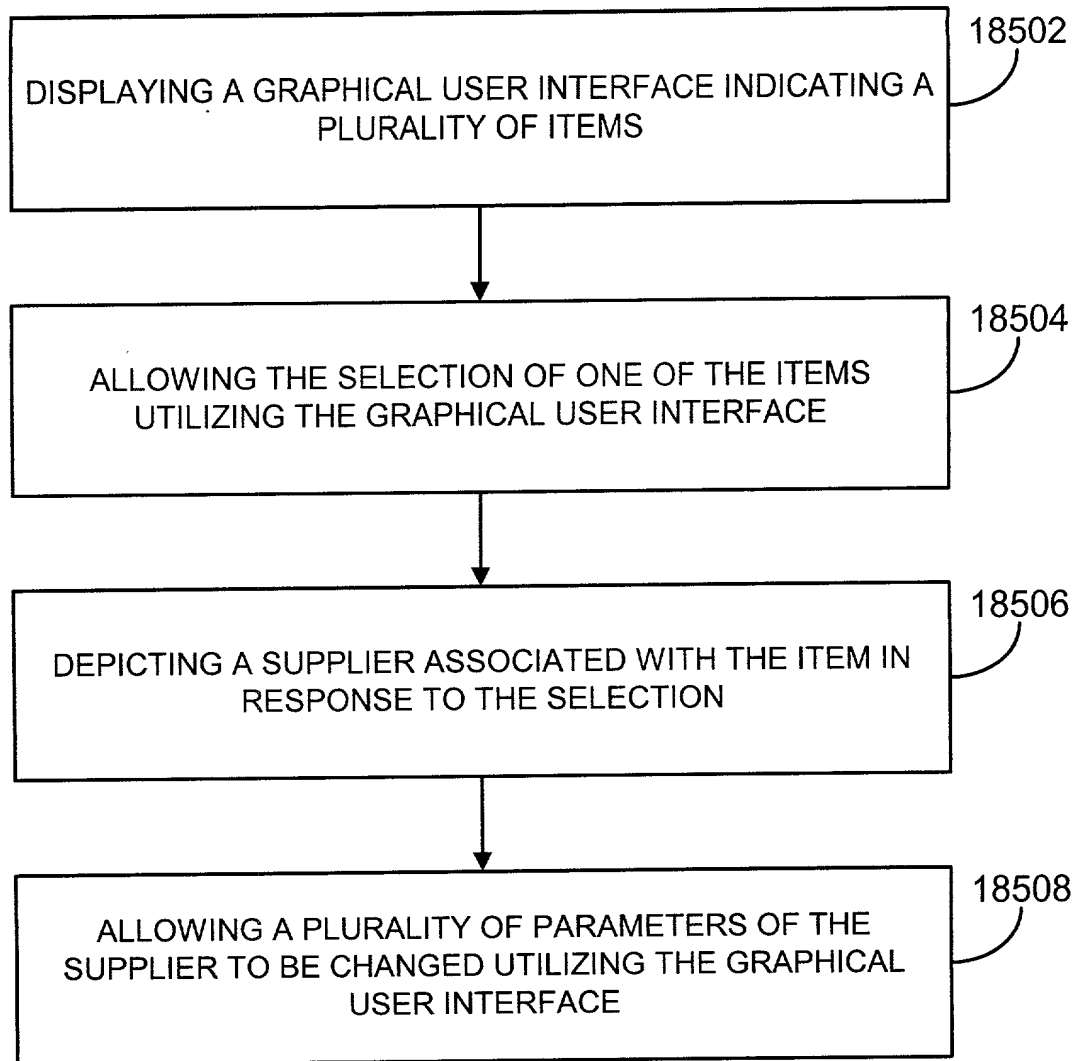 18502
DISPLAYING A GRAPHICAL USER INTERFACE INDICATING A
PLURALITY OF ITEMS
18504
ALLOWING THE SELECTION OF ONE OF THE ITEMS
UTILIZING THE GRAPHICAL USER INTERFACE
18506
DEPICTING A SUPPLIER ASSOCIATED WITH THE ITEM IN
RESPONSE TO THE SELECTION
18508
ALLOWING A PLURALITY OF PARAMETERS OF THE
SUPPLIER TO BE CHANGED UTILIZING THE GRAPHICAL
USER INTERFACE